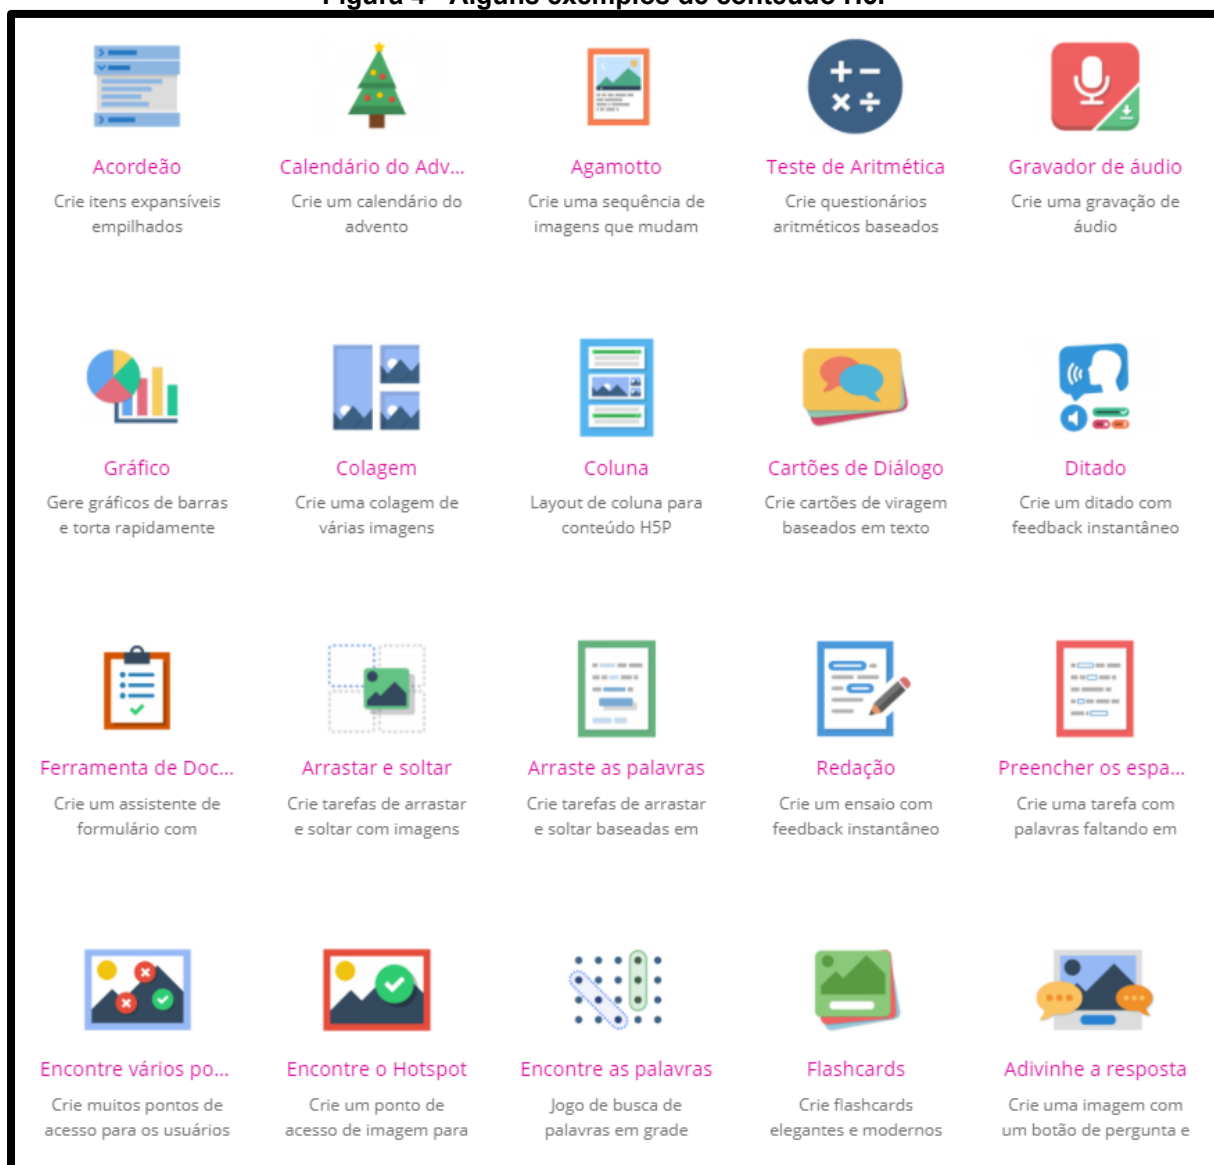 Figura 4 - Alguns exemplos de conteúdo H5P
Acordeão
Crie itens expansíveis
empilhados
Calendário do Adv...
Crie um calendário do
advento
Agamotto
Crie uma sequência de
imagens que mudam
Teste de Aritmética
Crie questionários
aritméticos baseados
Gravador de áudio
Crie uma gravação de
áudio
Gráfico
Gere gráficos de barras
e torta rapidamente
Colagem
Crie uma colagem de
várias imagens
Coluna
Layout de coluna para
conteúdo H5P
Cartões de Diálogo
Crie cartões de viragem
baseados em texto
Ditado
Crie um ditado com
feedback instantâneo
Ferramenta de Doc...
Crie um assistente de
formulário com
Arrastar e soltar
Crie tarefas de arrastar
e soltar com imagens
Arraste as palavras
Crie tarefas de arrastar
e soltar baseadas em
Redação
Crie um ensaio com
feedback instantâneo
Preencher os espa...
Crie uma tarefa com
palavras faltando em
Encontre vários po...
Crie muitos pontos de
acesso para os usuários
Encontre o Hotspot
Crie um ponto de
acesso de imagem para
Encontre as palavras
Jogo de busca de
palavras em grade
Flashcards
Crie flashcards
elegantes e modernos
Adivinhe a resposta
Crie uma imagem com
um botão de pergunta e